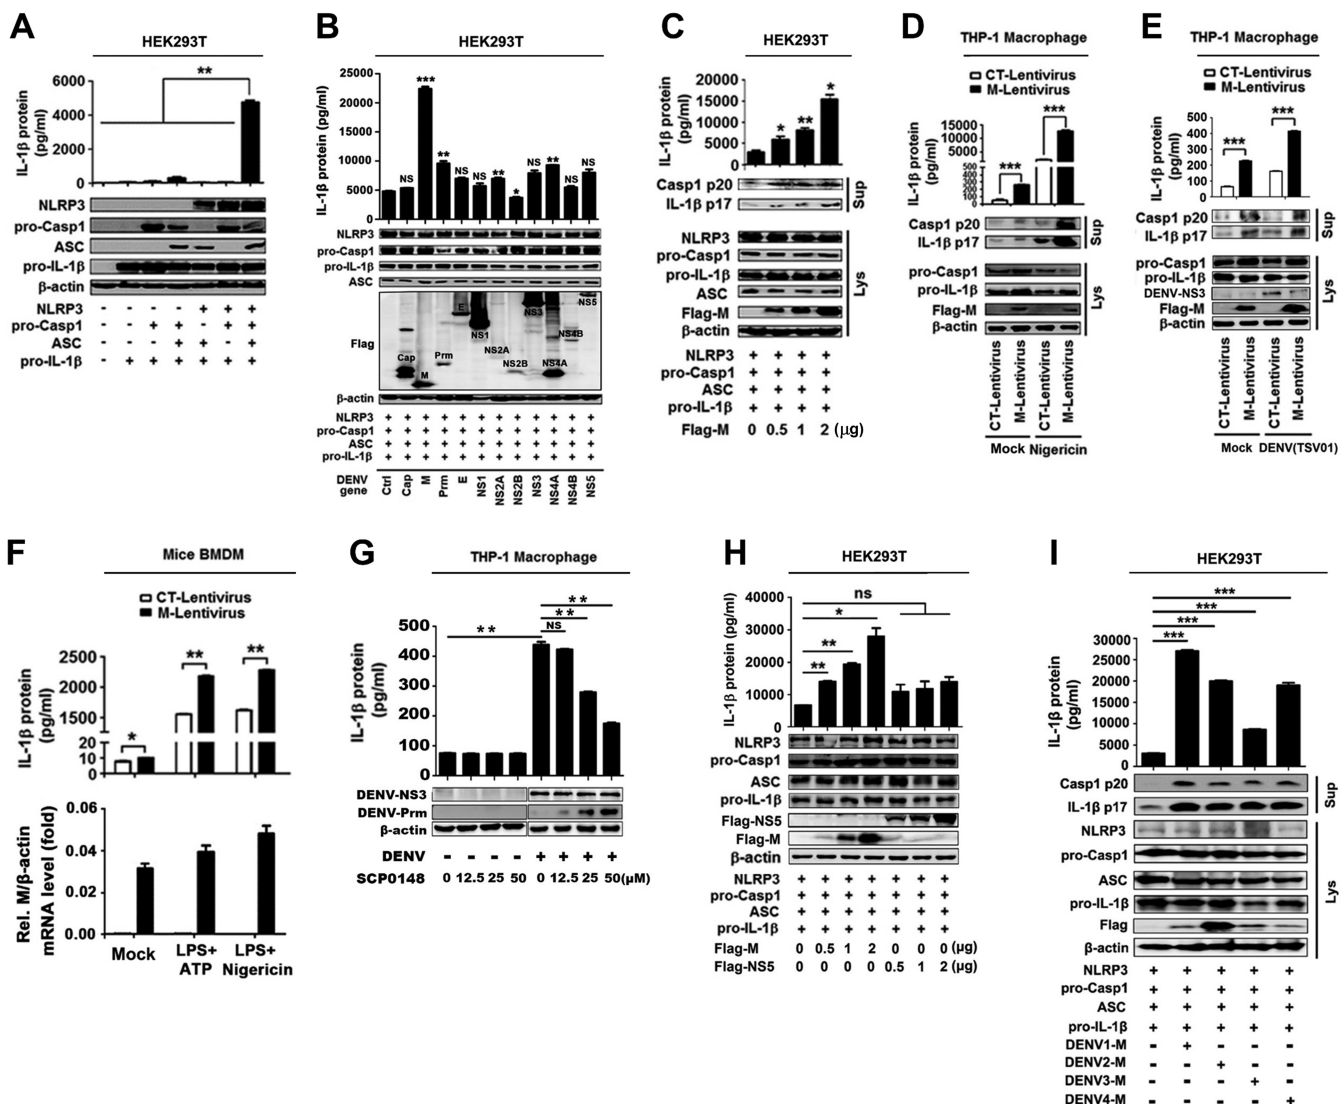 A
HEK293T
**
IL-1β protein
(pg/ml)
6000
4000
2000
0
NLRP3
pro-Casp1
ASC
pro-IL-1β
β-actin
NLRP3 - - - - + + +
pro-Casp1 - - + + - + +
ASC - - - + + - +
pro-IL-1β - + + + + + +
B
HEK293T
IL-1β protein (pg/ml)
25000
20000
15000
10000
5000
0
NS *** ** NS NS ** * NS ** NS NS
NLRP3
pro-Casp1
pro-IL-1β
ASC
Flag
Cap M Prm E NS1 NS2A NS2B NS3 NS4A NS4B NS5
β-actin
NLRP3 + + + + + + + + + + +
pro-Casp1 + + + + + + + + + + +
ASC + + + + + + + + + + +
pro-IL-1β + + + + + + + + + + +
DENV
gene
Ctrl Cap M Prm E NS1 NS2A NS2B NS3 NS4A NS4B NS5
C
HEK293T
IL-1β protein
(pg/ml)
20000
15000
10000
5000
0
* ** *
Casp1 p20
IL-1β p17
Sup
NLRP3
pro-Casp1
pro-IL-1β
ASC
Flag-M
β-actin
Lys
NLRP3 + + + +
pro-Casp1 + + + +
ASC + + + +
pro-IL-1β + + + +
Flag-M 0 0.5 1 2 (μg)
D
THP-1 Macrophage
CT-Lentivirus
M-Lentivirus
IL-1β protein
(pg/ml)
15000
10000
5000
500
400
300
200
100
0
*** ***
Casp1 p20
IL-1β p17
Sup
pro-Casp1
pro-IL-1β
Flag-M
β-actin
Lys
CT-Lentivirus M-Lentivirus CT-Lentivirus M-Lentivirus
Mock Nigericin
E
THP-1 Macrophage
CT-Lentivirus
M-Lentivirus
IL-1β protein
(pg/ml)
500
400
300
200
100
0
*** ***
Casp1 p20
IL-1β p17
Sup
pro-Casp1
pro-IL-1β
DENV-NS3
Flag-M
β-actin
Lys
CT-Lentivirus M-Lentivirus CT-Lentivirus M-Lentivirus
Mock DENV(TSV01)
F
Mice BMDM
CT-Lentivirus
M-Lentivirus
IL-1β protein
(pg/ml)
2500
1500
500
20
10
0
* ** **
Rel. M/β-actin
mRNA level (fold)
0.06
0.04
0.02
0.00
Mock LPS+ LPS+
ATP Nigericin
G
THP-1 Macrophage
IL-1β protein
(pg/ml)
500
400
300
200
100
0
** NS ** **
DENV-NS3
DENV-Prm
β-actin
DENV - - - - + + + +
SCP0148 0 12.5 25 50 0 12.5 25 50(μM)
H
HEK293T
IL-1β protein (pg/ml)
40000
30000
20000
10000
0
ns
*
**
**
NLRP3
pro-Casp1
ASC
pro-IL-1β
Flag-NS5
Flag-M
β-actin
NLRP3 + + + + + + +
pro-Casp1 + + + + + + +
ASC + + + + + + +
pro-IL-1β + + + + + + +
Flag-M 0 0.5 1 2 0 0 0 (μg)
Flag-NS5 0 0 0 0 0.5 1 2 (μg)
I
HEK293T
***
***
***
***
IL-1β protein
(pg/ml)
30000
25000
20000
15000
10000
5000
0
Casp1 p20
IL-1β p17
Sup
NLRP3
pro-Casp1
ASC
pro-IL-1β
Flag
β-actin
Lys
NLRP3 + + + + +
pro-Casp1 + + + + +
ASC + + + + +
pro-IL-1β + + + + +
DENV1-M - + - - -
DENV2-M - - + - -
DENV3-M - - - + -
DENV4-M - - - - +